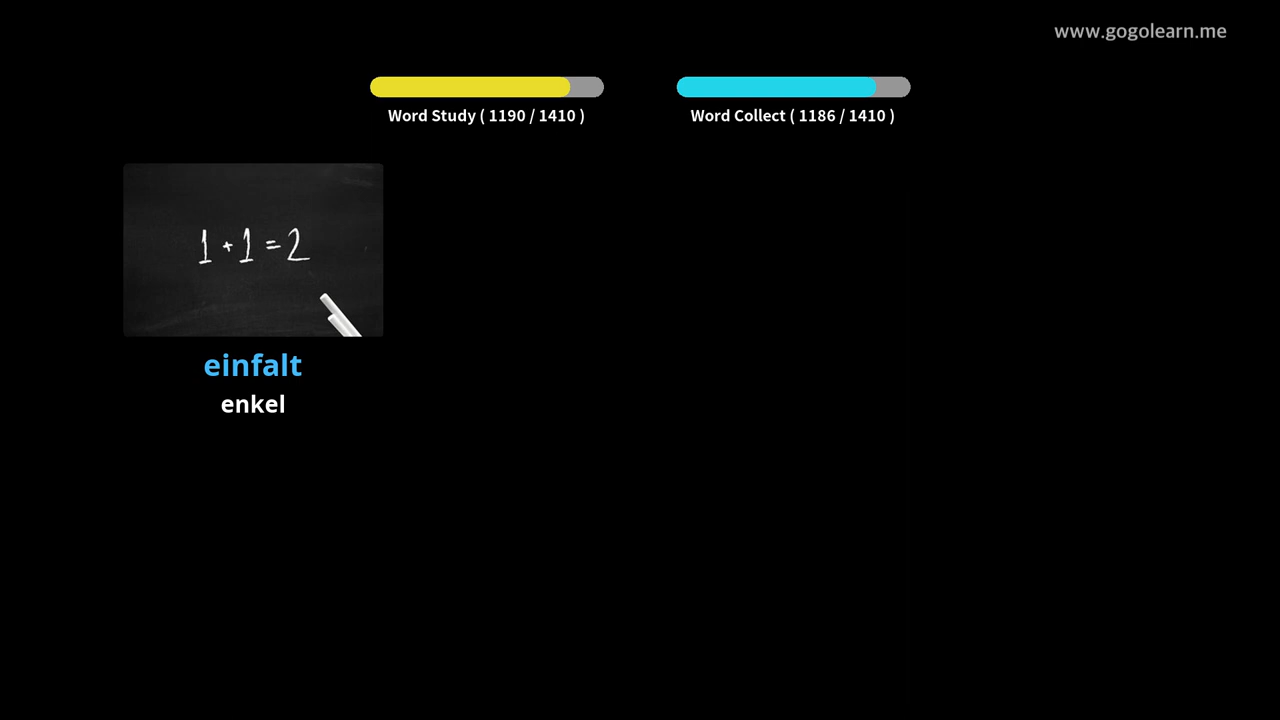 www.gogolearn.me
Word Study ( 1190 / 1410 )
Word Collect ( 1186 / 1410 )
1 + 1 = 2
einfalt
enkel